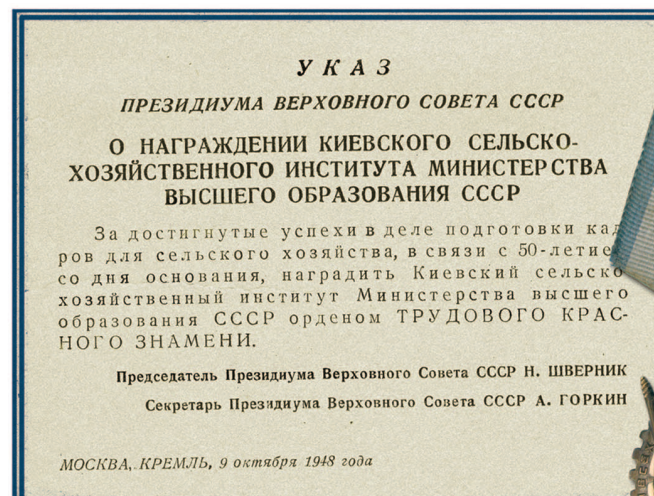 УКАЗ
ПРЕЗИДИУМА ВЕРХОВНОГО СОВЕТА СССР
О НАГРАЖДЕНИИ КИЕВСКОГО СЕЛЬСКО-
ХОЗЯЙСТВЕННОГО ИНСТИТУТА МИНИСТЕРСТВА
ВЫСШЕГО ОБРАЗОВАНИЯ СССР
За достигнутые успехи в деле подготовки кад
ров для сельского хозяйства, в связи с 50-летие
со дня основания, наградить Киевский сельско
хозяйственный институт Министерства высшего
образования СССР орденом ТРУДОВОГО КРАС-
НОГО ЗНАМЕНИ.
Председатель Президиума Верховного Совета СССР Н. ШВЕРНИК
Секретарь Президиума Верховного Совета СССР А. ГОРКИН
МОСКВА, КРЕМЛЬ, 9 октября 1948 года